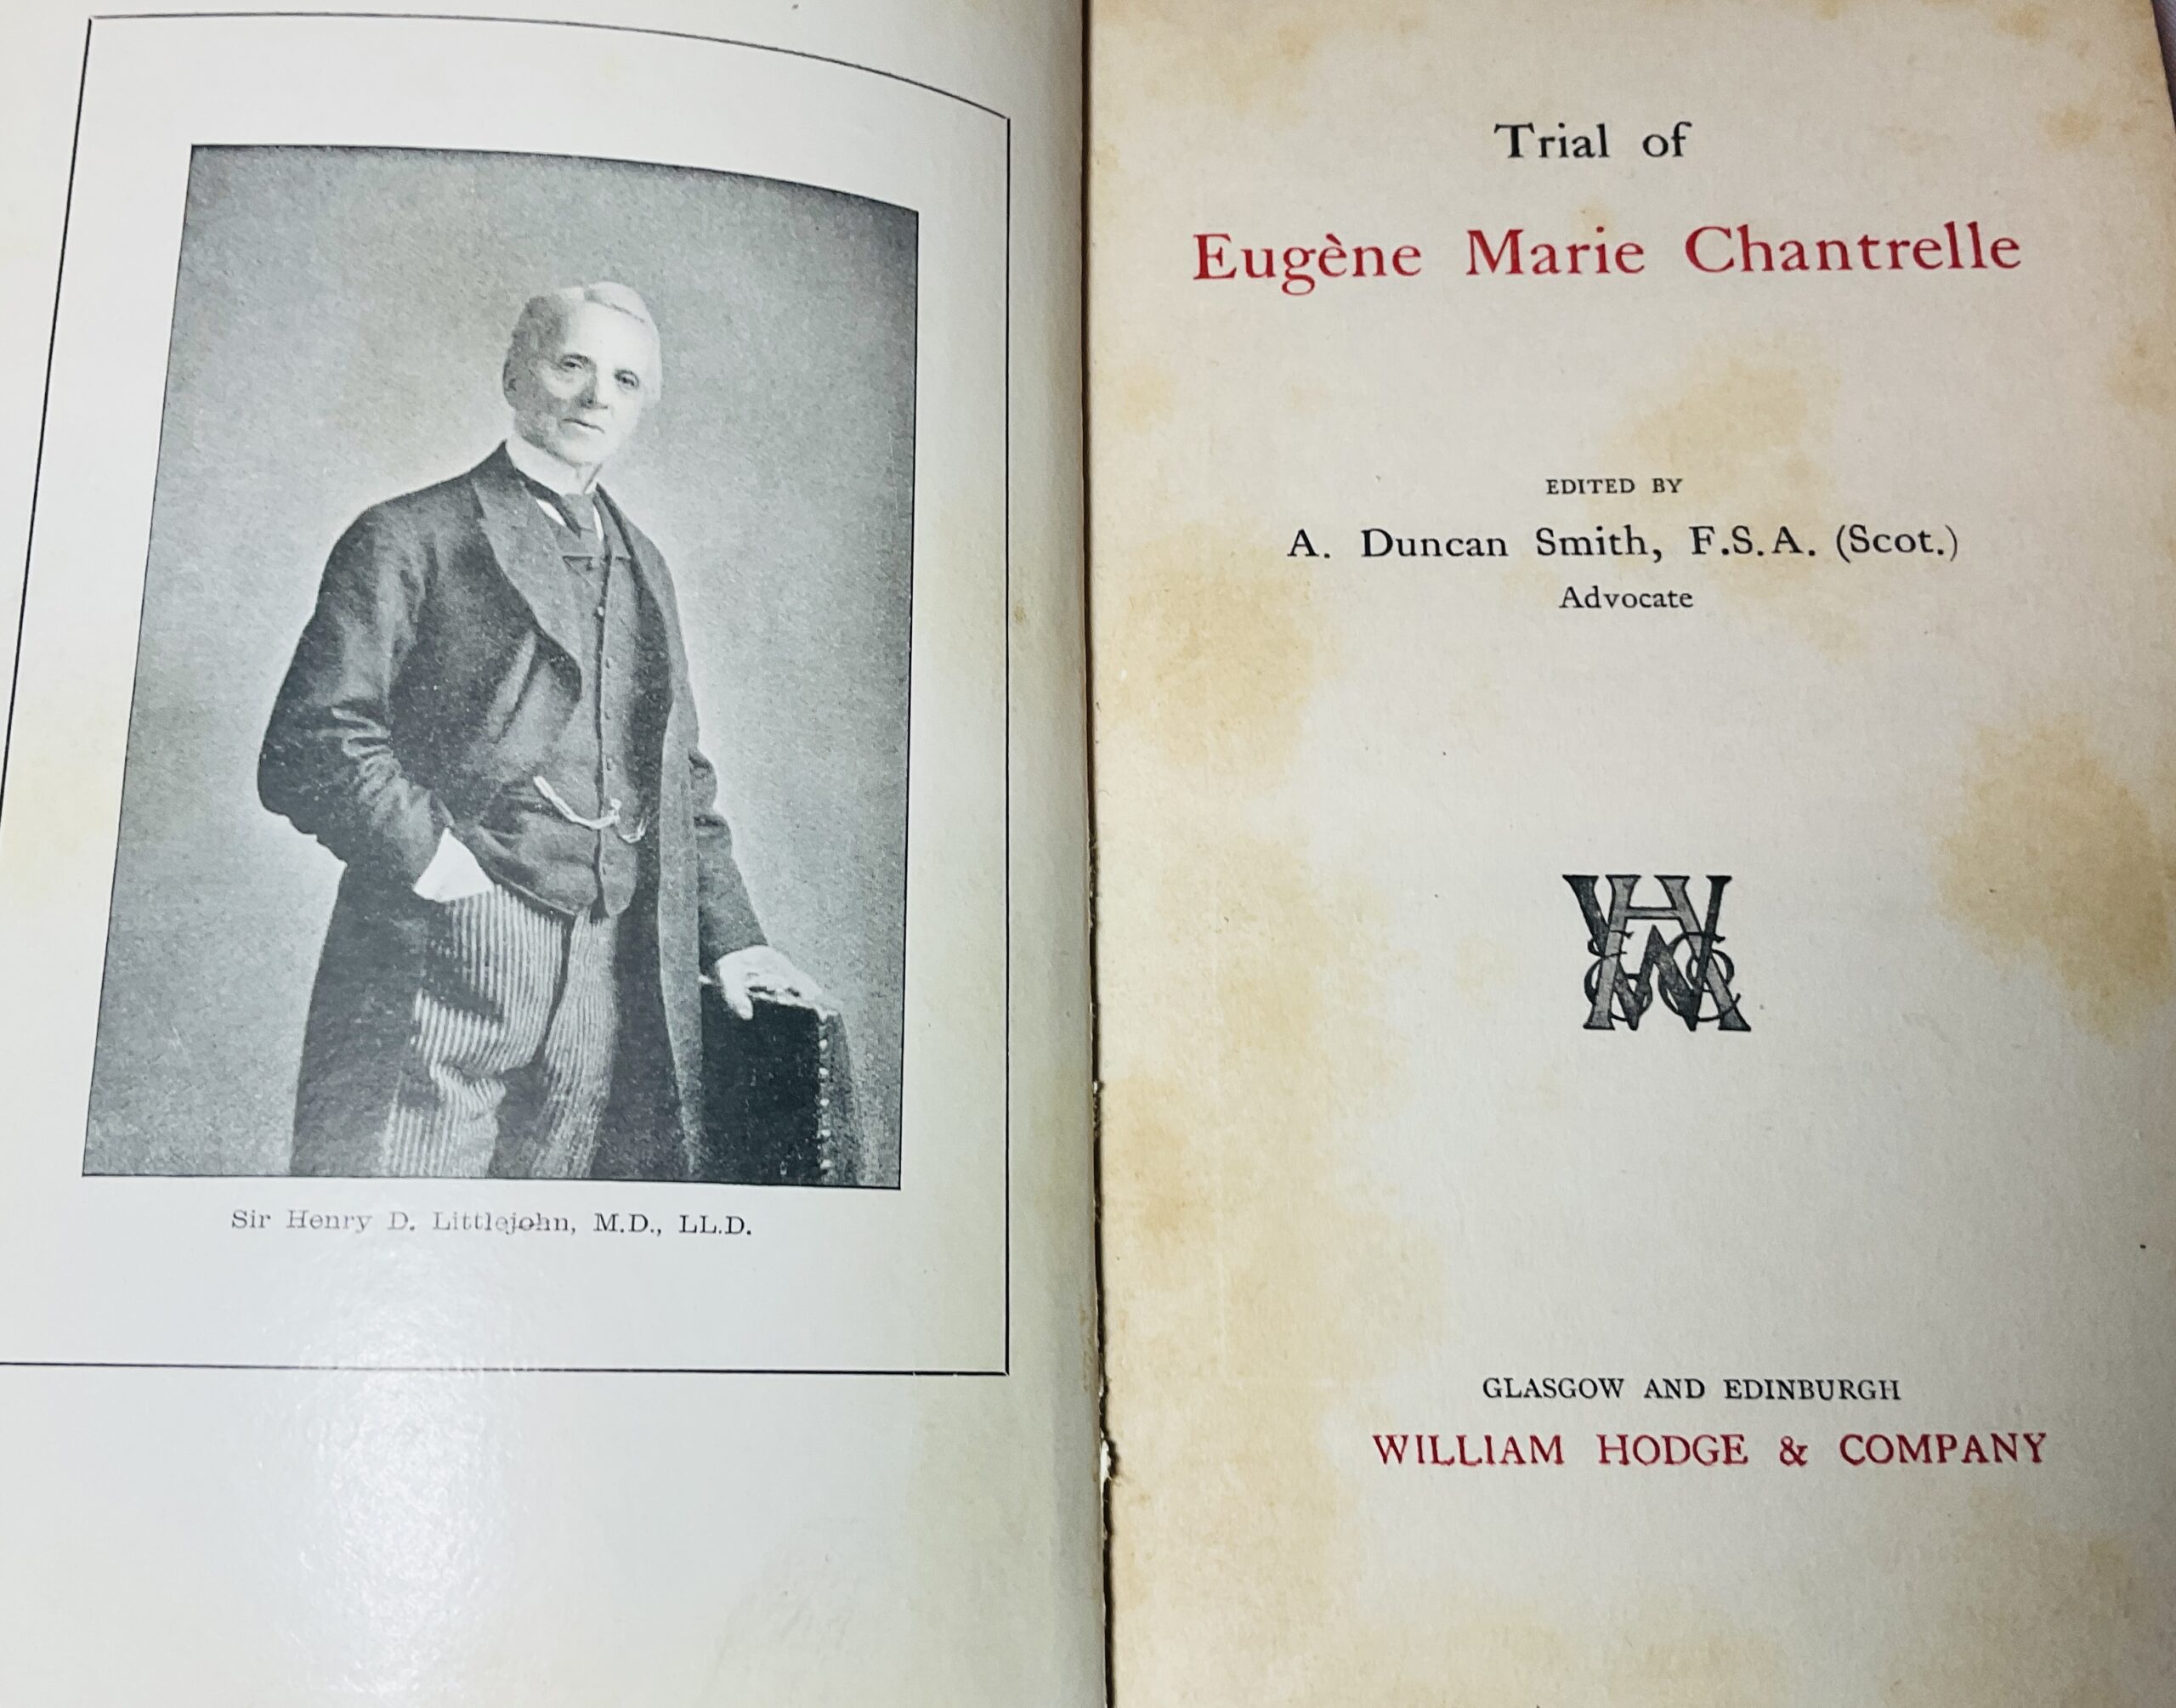 Sir Henry D. Littlejohn, M.D., LL.D.
Trial of
Eugène Marie Chantrelle
EDITED BY
A. Duncan Smith, F.S.A. (Scot.)
Advocate
GLASGOW AND EDINBURGH
WILLIAM HODGE & COMPANY